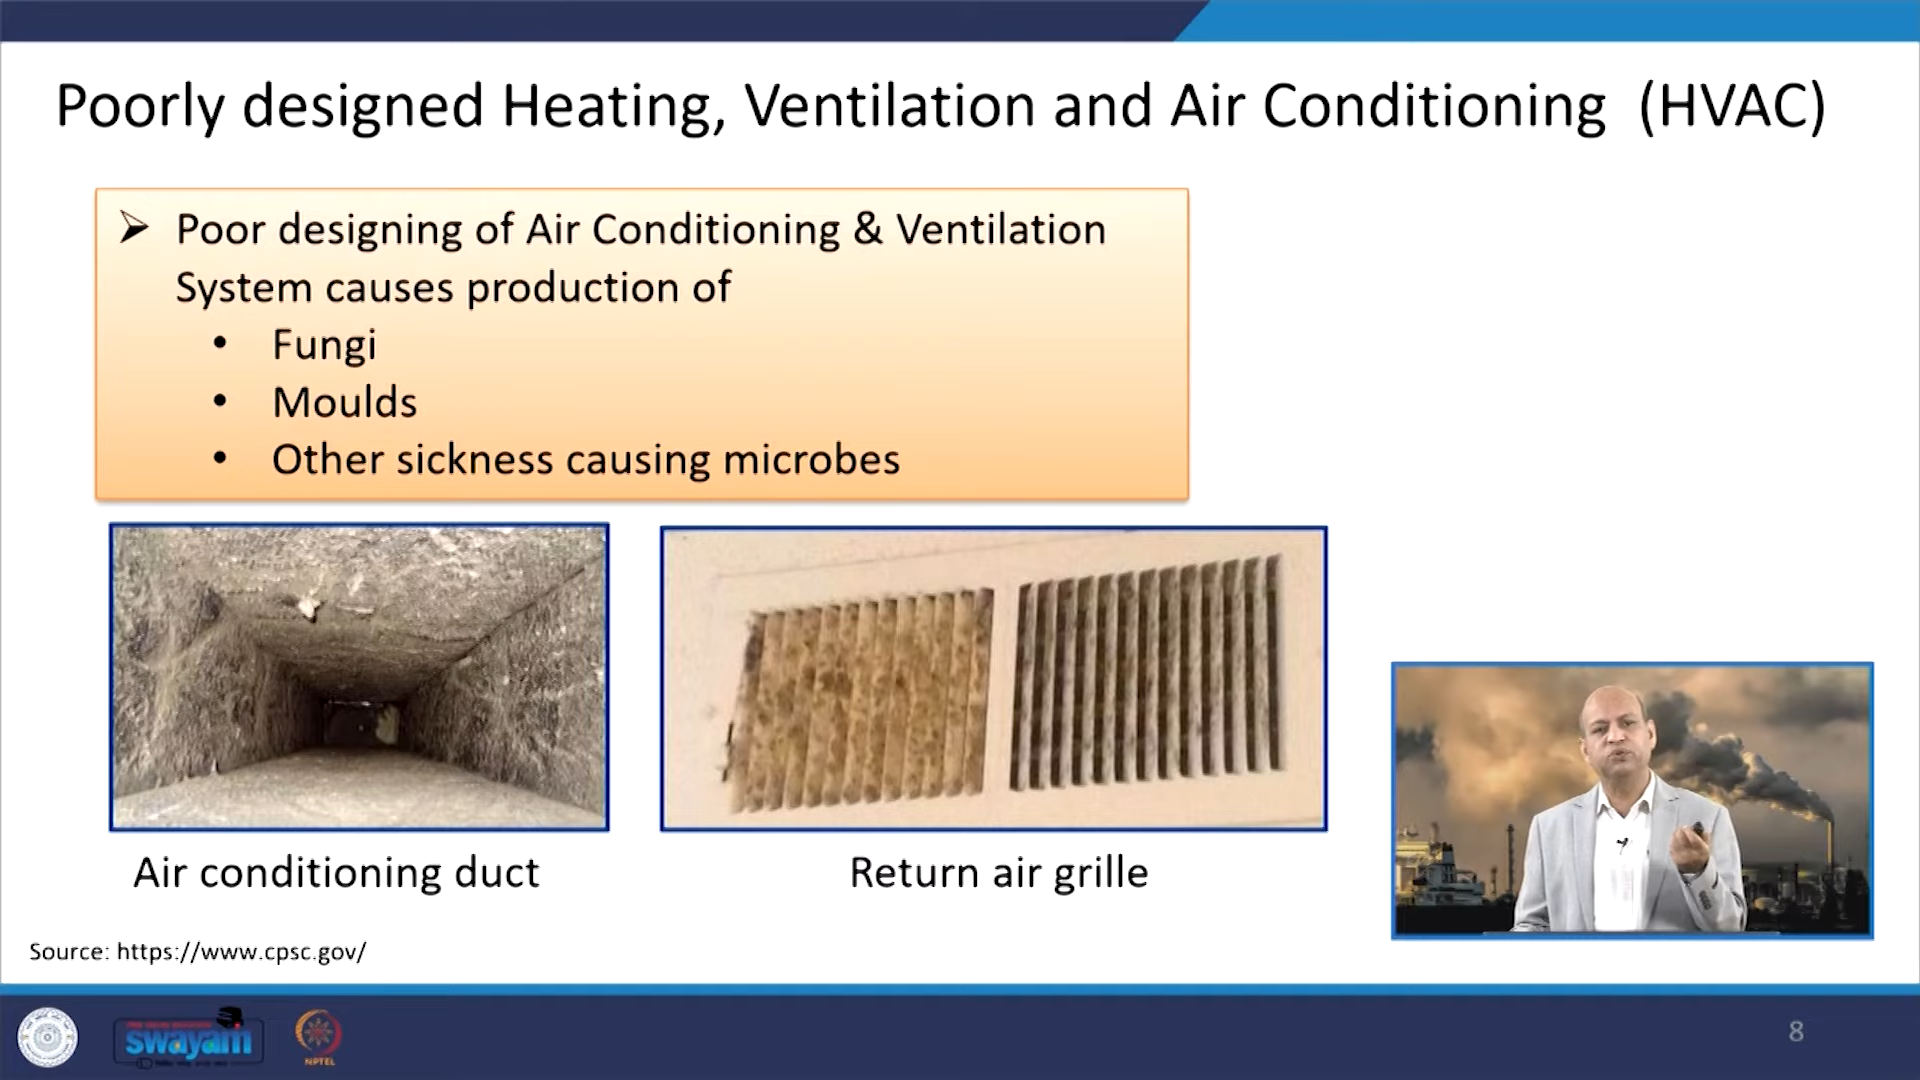 Poorly designed Heating, Ventilation and Air Conditioning (HVAC)
➢ Poor designing of Air Conditioning & Ventilation
System causes production of
• Fungi
• Moulds
• Other sickness causing microbes
Air conditioning duct
Return air grille
Source: https://www.cpsc.gov/
swayam
NPTEL
8